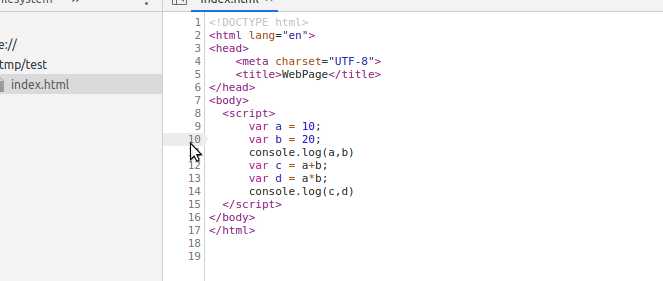 index.html
e://
tmp/test
index.html
1 <!DOCTYPE html>
2 <html lang="en">
3 <head>
4 <meta charset="UTF-8">
5 <title>WebPage</title>
6 </head>
7 <body>
8 <script>
9 var a = 10;
10 var b = 20;
console.log(a,b)
12 var c = a+b;
13 var d = a*b;
14 console.log(c,d)
15 </script>
16 </body>
17 </html>
18
19